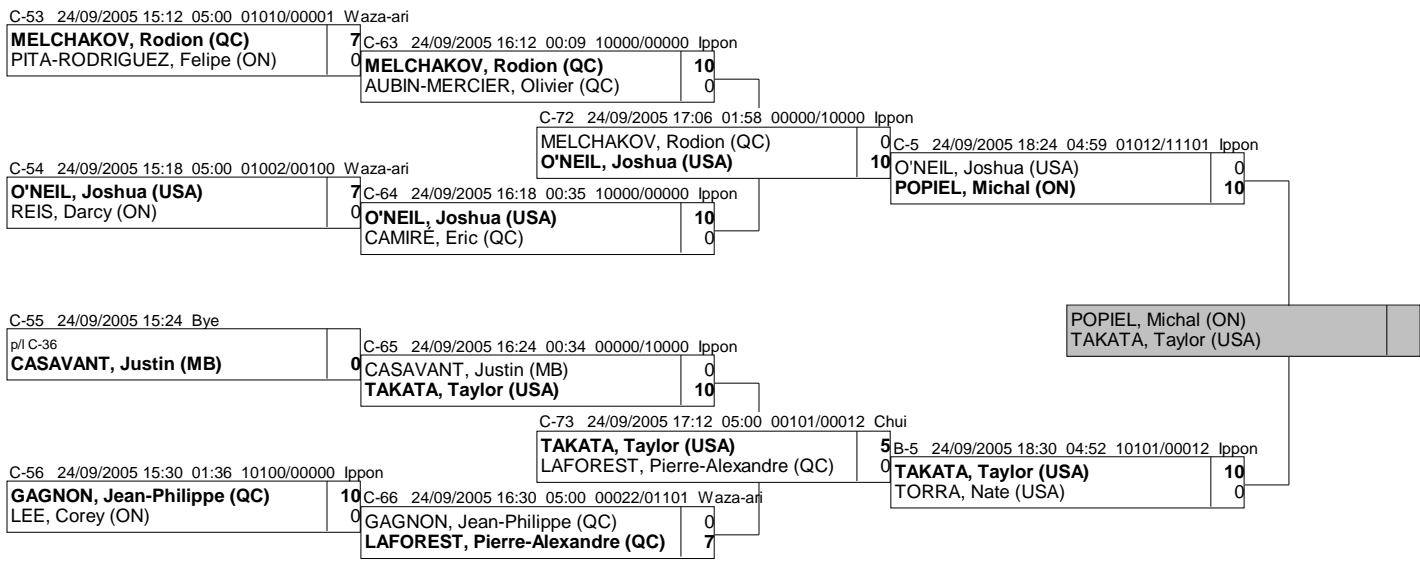 C-53 24/09/2005 15:12 05:00 01010/00001 Waza-ari
MELCHAKOV, Rodion (QC) 7
PITA-RODRIGUEZ, Felipe (ON) 0
C-63 24/09/2005 16:12 00:09 10000/00000 Ippon
MELCHAKOV, Rodion (QC) 10
AUBIN-MERCIER, Olivier (QC) 0
C-72 24/09/2005 17:06 01:58 00000/10000 Ippon
MELCHAKOV, Rodion (QC) 0
O'NEIL, Joshua (USA) 10
C-5 24/09/2005 18:24 04:59 01012/11101 Ippon
O'NEIL, Joshua (USA) 0
POPIEL, Michal (ON) 10
C-54 24/09/2005 15:18 05:00 01002/00100 Waza-ari
O'NEIL, Joshua (USA) 7
REIS, Darcy (ON) 0
C-64 24/09/2005 16:18 00:35 10000/00000 Ippon
O'NEIL, Joshua (USA) 10
CAMIRÉ, Eric (QC) 0
POPIEL, Michal (ON)
TAKATA, Taylor (USA)
C-55 24/09/2005 15:24 Bye
p/l C-36
CASAVANT, Justin (MB) 0
C-65 24/09/2005 16:24 00:34 00000/10000 Ippon
CASAVANT, Justin (MB) 0
TAKATA, Taylor (USA) 10
C-73 24/09/2005 17:12 05:00 00101/00012 Chui
TAKATA, Taylor (USA) 5
LAFOREST, Pierre-Alexandre (QC) 0
B-5 24/09/2005 18:30 04:52 10101/00012 Ippon
TAKATA, Taylor (USA) 10
TORRA, Nate (USA) 0
C-56 24/09/2005 15:30 01:36 10100/00000 Ippon
GAGNON, Jean-Philippe (QC) 10
LEE, Corey (ON) 0
C-66 24/09/2005 16:30 05:00 00022/01101 Waza-ari
GAGNON, Jean-Philippe (QC) 0
LAFOREST, Pierre-Alexandre (QC) 7